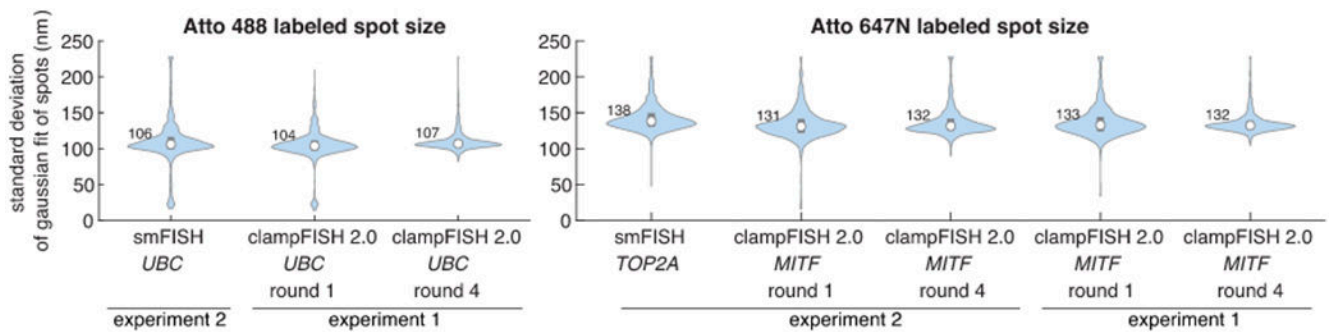 Atto 488 labeled spot size
standard deviation
of gaussian fit of spots (nm)
250
200
150
100
50
0
106
104
107
smFISH clampFISH 2.0 clampFISH 2.0
UBC UBC UBC
round 1 round 4
experiment 2 experiment 1
Atto 647N labeled spot size
250
200
150
100
50
0
138
131
132
133
132
smFISH clampFISH 2.0 clampFISH 2.0 clampFISH 2.0 clampFISH 2.0
TOP2A MITF MITF MITF MITF
round 1 round 4 round 1 round 4
experiment 2 experiment 1